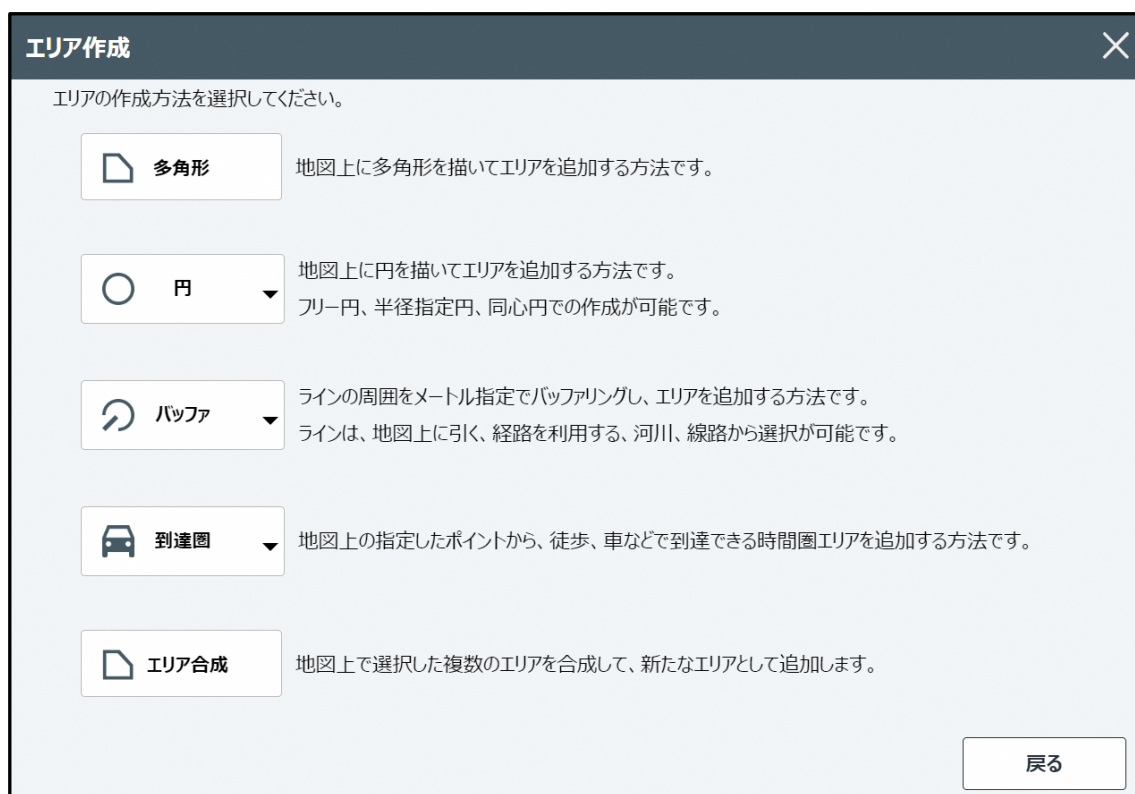 エリア作成
エリアの作成方法を選択してください。
多角形
地図上に多角形を描いてエリアを追加する方法です。
円
地図上に円を描いてエリアを追加する方法です。
フリー円、半径指定円、同心円での作成が可能です。
バッファ
ラインの周囲をメートル指定でバッファリングし、エリアを追加する方法です。
ラインは、地図上に引く、経路を利用する、河川、線路から選択が可能です。
到達圏
地図上の指定したポイントから、徒歩、車などで到達できる時間圏エリアを追加する方法です。
エリア合成
地図上で選択した複数のエリアを合成して、新たなエリアとして追加します。
戻る